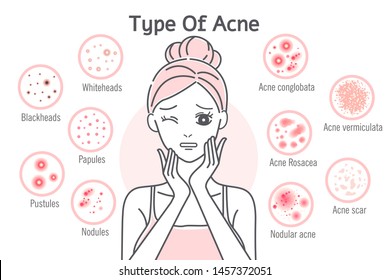 Type Of Acne
Whiteheads
Blackheads
Papules
Pustules
Nodules
Acne conglobata
Acne vermiculata
Acne Rosacea
Acne scar
Nodular acne
shutterstock.com · 1457372051